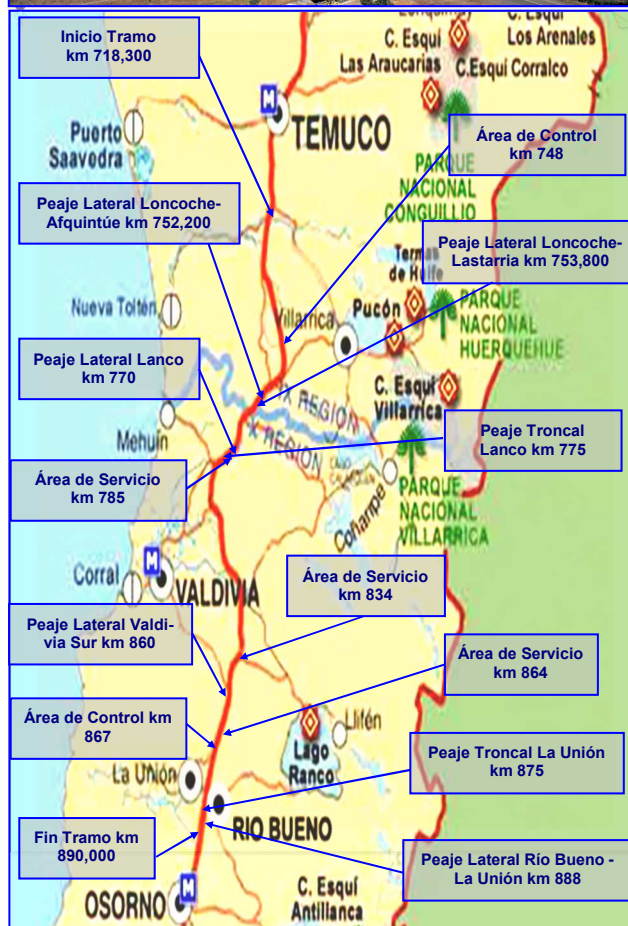 Lonquimay
C. Esquí
Los Arenales
C. Esquí
Las Araucarias
C.Esquí Corralco
Inicio Tramo
km 718,300
M
TEMUCO
Puerto
Saavedra
Área de Control
km 748
PARQUE
NACIONAL
CONGUILLIO
Peaje Lateral Loncoche-
Afquintúe km 752,200
Peaje Lateral Loncoche-
Lastarria km 753,800
Termas
de Huife
Nueva Toltén
Villarrica
Pucón
PARQUE
NACIONAL
HUERQUEHUE
Peaje Lateral Lanco
km 770
C. Esquí
Villarrica
IX REGION
X REGION
Mehuín
Peaje Troncal
Lanco km 775
Área de Servicio
km 785
Coñaripe
PARQUE
NACIONAL
VILLARRICA
M
Corral
VALDIVIA
Área de Servicio
km 834
Peaje Lateral Valdi-
via Sur km 860
Área de Servicio
km 864
Área de Control km
867
Llifén
Lago
Ranco
La Unión
Peaje Troncal La Unión
km 875
RIO BUENO
Fin Tramo km
890,000
Peaje Lateral Río Bueno -
La Unión km 888
M
OSORNO
C. Esquí
Antillanca